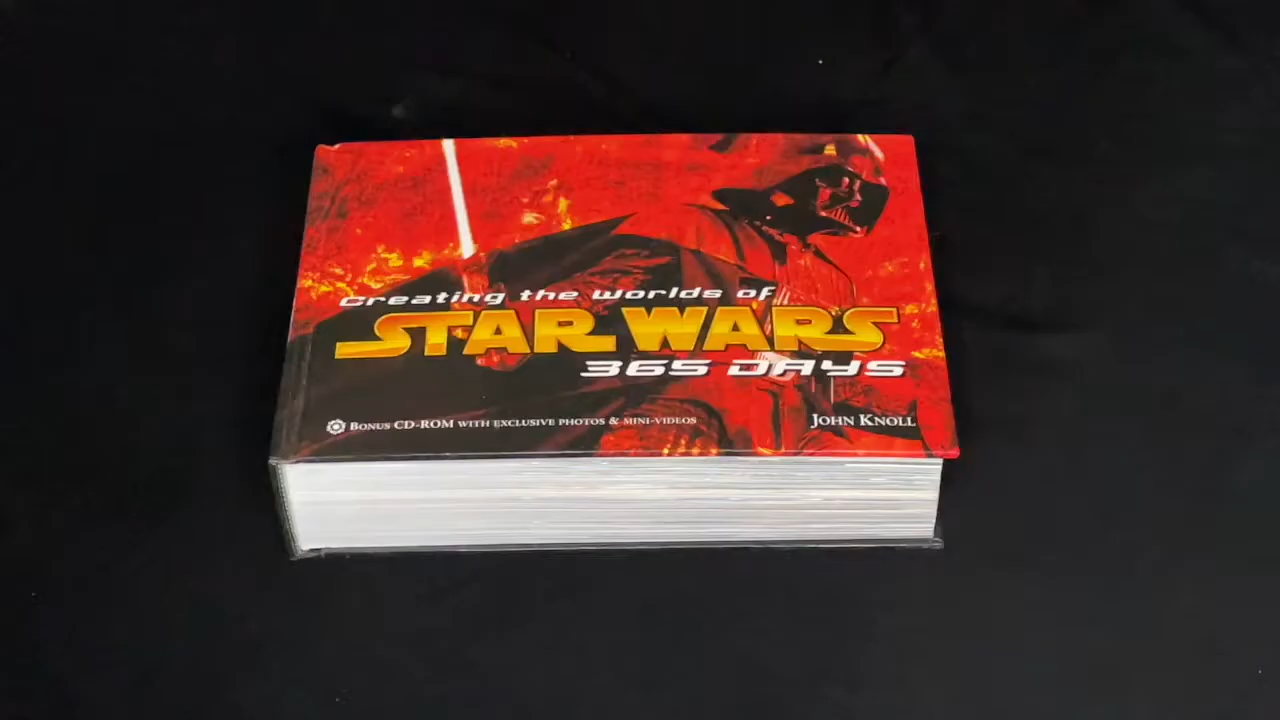 Creating the Worlds of
STAR WARS
365 DAYS
BONUS CD-ROM WITH EXCLUSIVE PHOTOS & MINI-VIDEOS
JOHN KNOLL